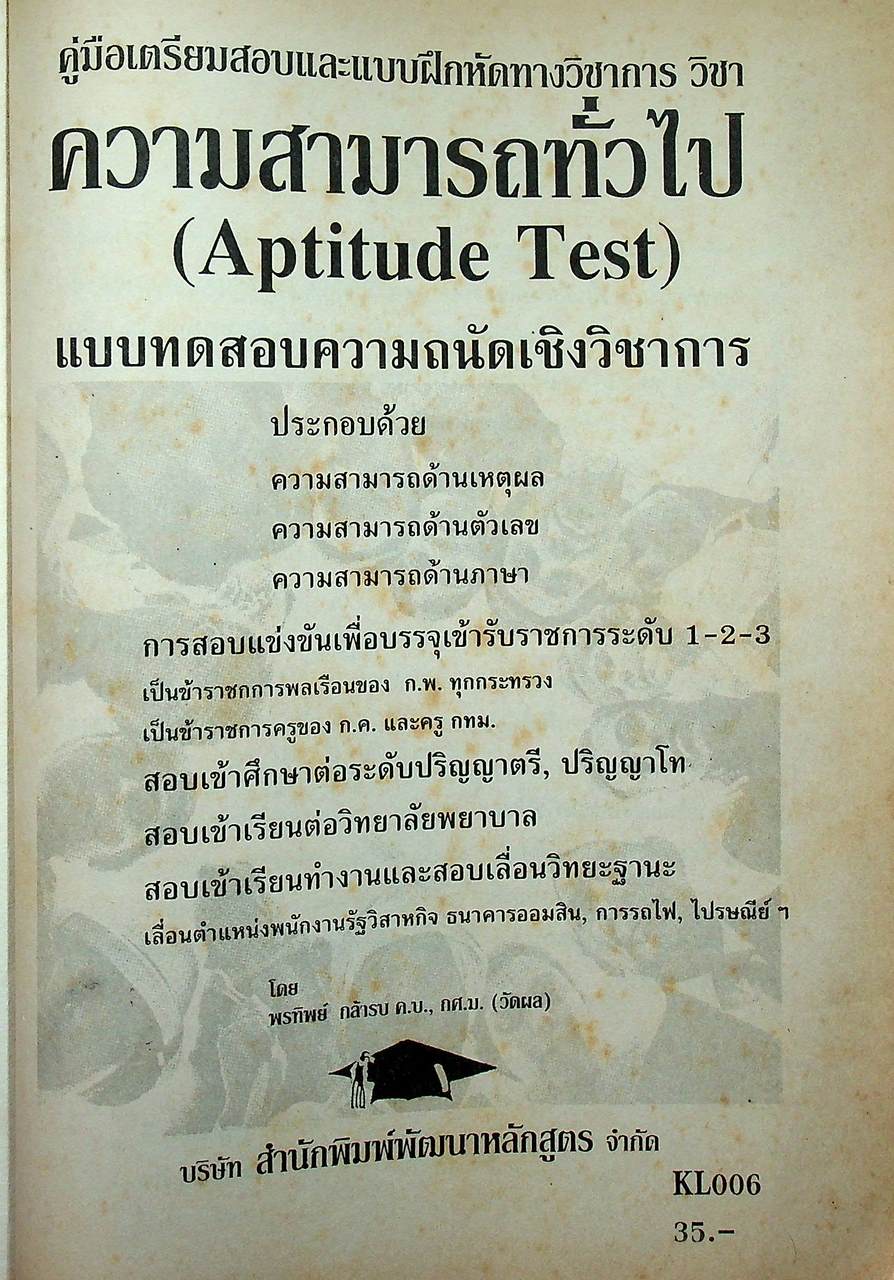 คู่มือเตรียมสอบและแบบฝึกหัดทางวิชาการ วิชา
ความสามารถทั่วไป
(Aptitude Test)
แบบทดสอบความถนัดเชิงวิชาการ
ประกอบด้วย
ความสามารถด้านเหตุผล
ความสามารถด้านตัวเลข
ความสามารถด้านภาษา
การสอบแข่งขันเพื่อบรรจุเข้ารับราชการระดับ 1-2-3
เป็นข้าราชกการพลเรือนของ ก.พ. ทุกกระทรวง
เป็นข้าราชการครูของ ก.ค. และครู กทม.
สอบเข้าศึกษาต่อระดับปริญญาตรี, ปริญญาโท
สอบเข้าเรียนต่อวิทยาลัยพยาบาล
สอบเข้าเรียนทำงานและสอบเลื่อนวิทยะฐานะ
เลื่อนตำแหน่งพนักงานรัฐวิสาหกิจ ธนาคารออมสิน, การรถไฟ, ไปรษณีย์ ฯ
โดย
พรทิพย์ กล้ารบ ค.บ., กศ.ม. (วัดผล)
บริษัท สำนักพิมพ์พัฒนาหลักสูตร จำกัด
KL006
35.-